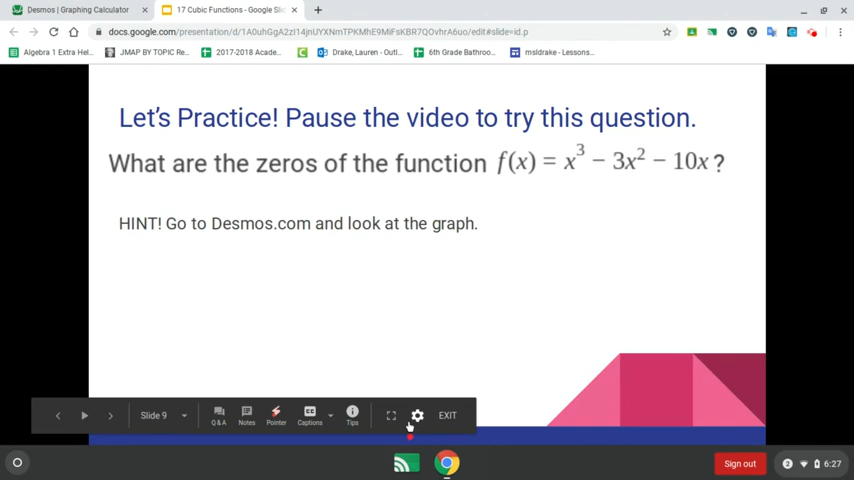 Desmos | Graphing Calculator
17 Cubic Functions - Google Slid
docs.google.com/presentation/d/1A0uhGgA2zI14jnUYXNmTPKMhE9MiFsKBR7QOvhrA6uo/edit#slide=id.p
Algebra 1 Extra Hel... JMAP BY TOPIC Re... 2017-2018 Acade... Drake, Lauren - Outl... 6th Grade Bathroo... msldrake - Lessons...
Let's Practice! Pause the video to try this question.
What are the zeros of the function f(x) = x³ − 3x² − 10x ?
HINT! Go to Desmos.com and look at the graph.
Slide 9 Q & A Notes Pointer Captions Tips EXIT
Sign out 2 6:27